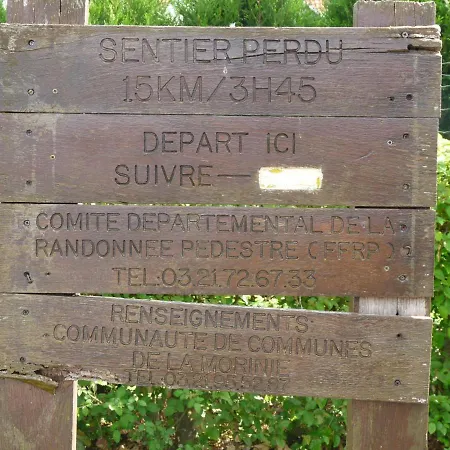 SENTIER PERDU
15KM/3H45
DEPART iCi
SUIVRE—
COMITE DEPARTEMENTAL DE LA
RANDONNEE PEDESTRE (FFRP)
TEL:03.21.72.67.33
RENSEIGNEMENTS:
COMMUNAUTE DE COMMUNES
DE LA MORINIE